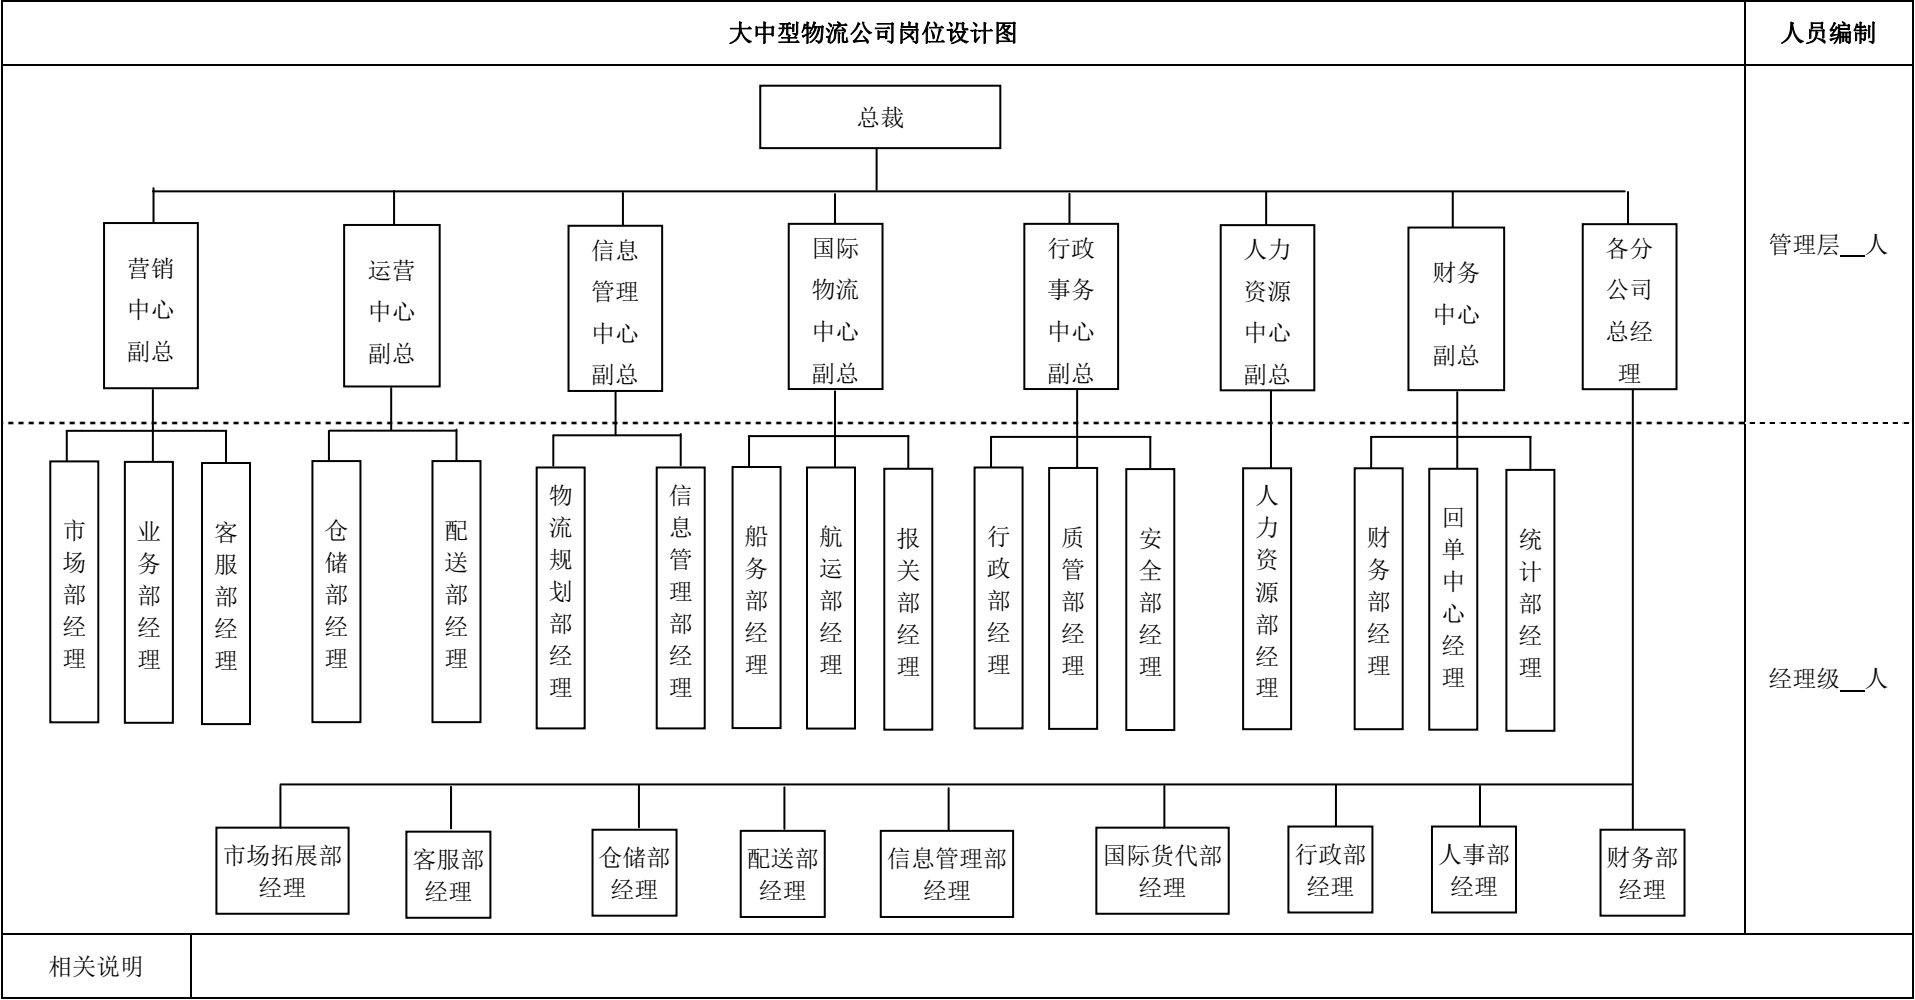 大中型物流公司岗位设计图
人员编制
总裁
营销
中心
副总
运营
中心
副总
信息
管理
中心
副总
国际
物流
中心
副总
行政
事务
中心
副总
人力
资源
中心
副总
财务
中心
副总
各分
公司
总经
理
管理层__人
市场部经理
业务部经理
客服部经理
仓储部经理
配送部经理
物流规划部经理
信息管理部经理
船务部经理
航运部经理
报关部经理
行政部经理
质管部经理
安全部经理
人力资源部经理
财务部经理
回单中心经理
统计部经理
经理级__人
市场拓展部
经理
客服部
经理
仓储部
经理
配送部
经理
信息管理部
经理
国际货代部
经理
行政部
经理
人事部
经理
财务部
经理
相关说明